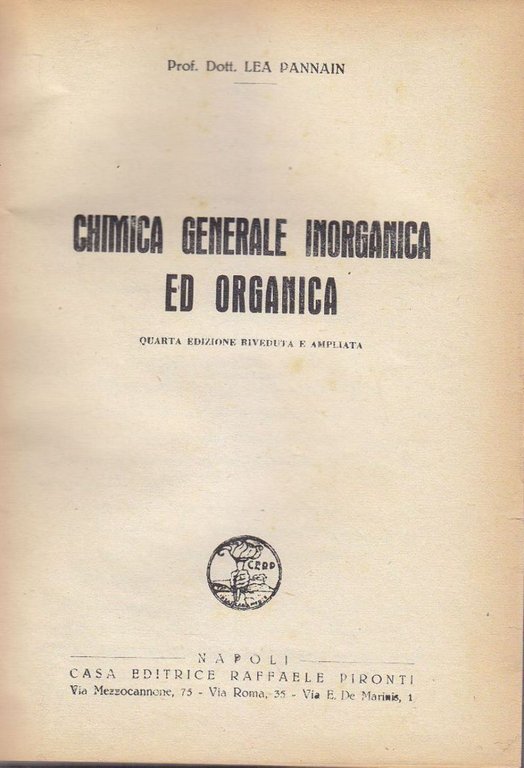 Prof. Dott. LEA PANNAIN
CHIMICA GENERALE INORGANICA
ED ORGANICA
QUARTA EDIZIONE RIVEDUTA E AMPLIATA
NAPOLI
CASA EDITRICE RAFFAELE PIRONTI
Via Mezzocannone, 75 - Via Roma, 35 - Via E. De Marinis, 1